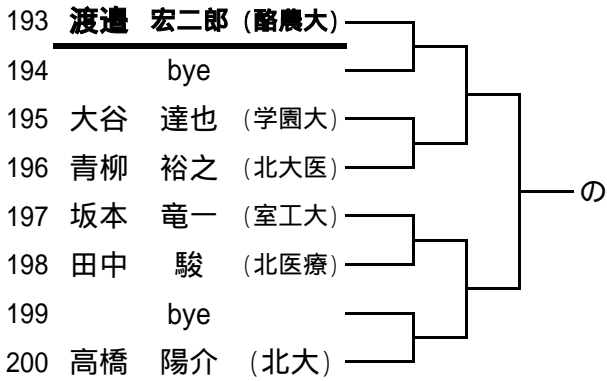 193 渡邉 宏二郎 (酪農大)
194 bye
195 大谷 達也 (学園大)
196 青柳 裕之 (北大医)
197 坂本 竜一 (室工大)
198 田中 駿 (北医療)
199 bye
200 高橋 陽介 (北大)
の